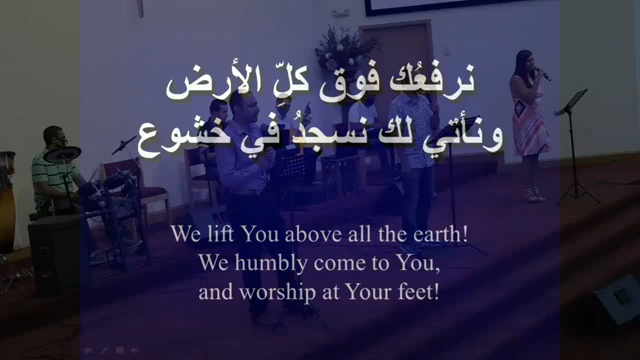 نرفعُك فوق كلّ الأرض
ونأتي لك نسجدُ في خشوع
We lift You above all the earth!
We humbly come to You,
and worship at Your feet!